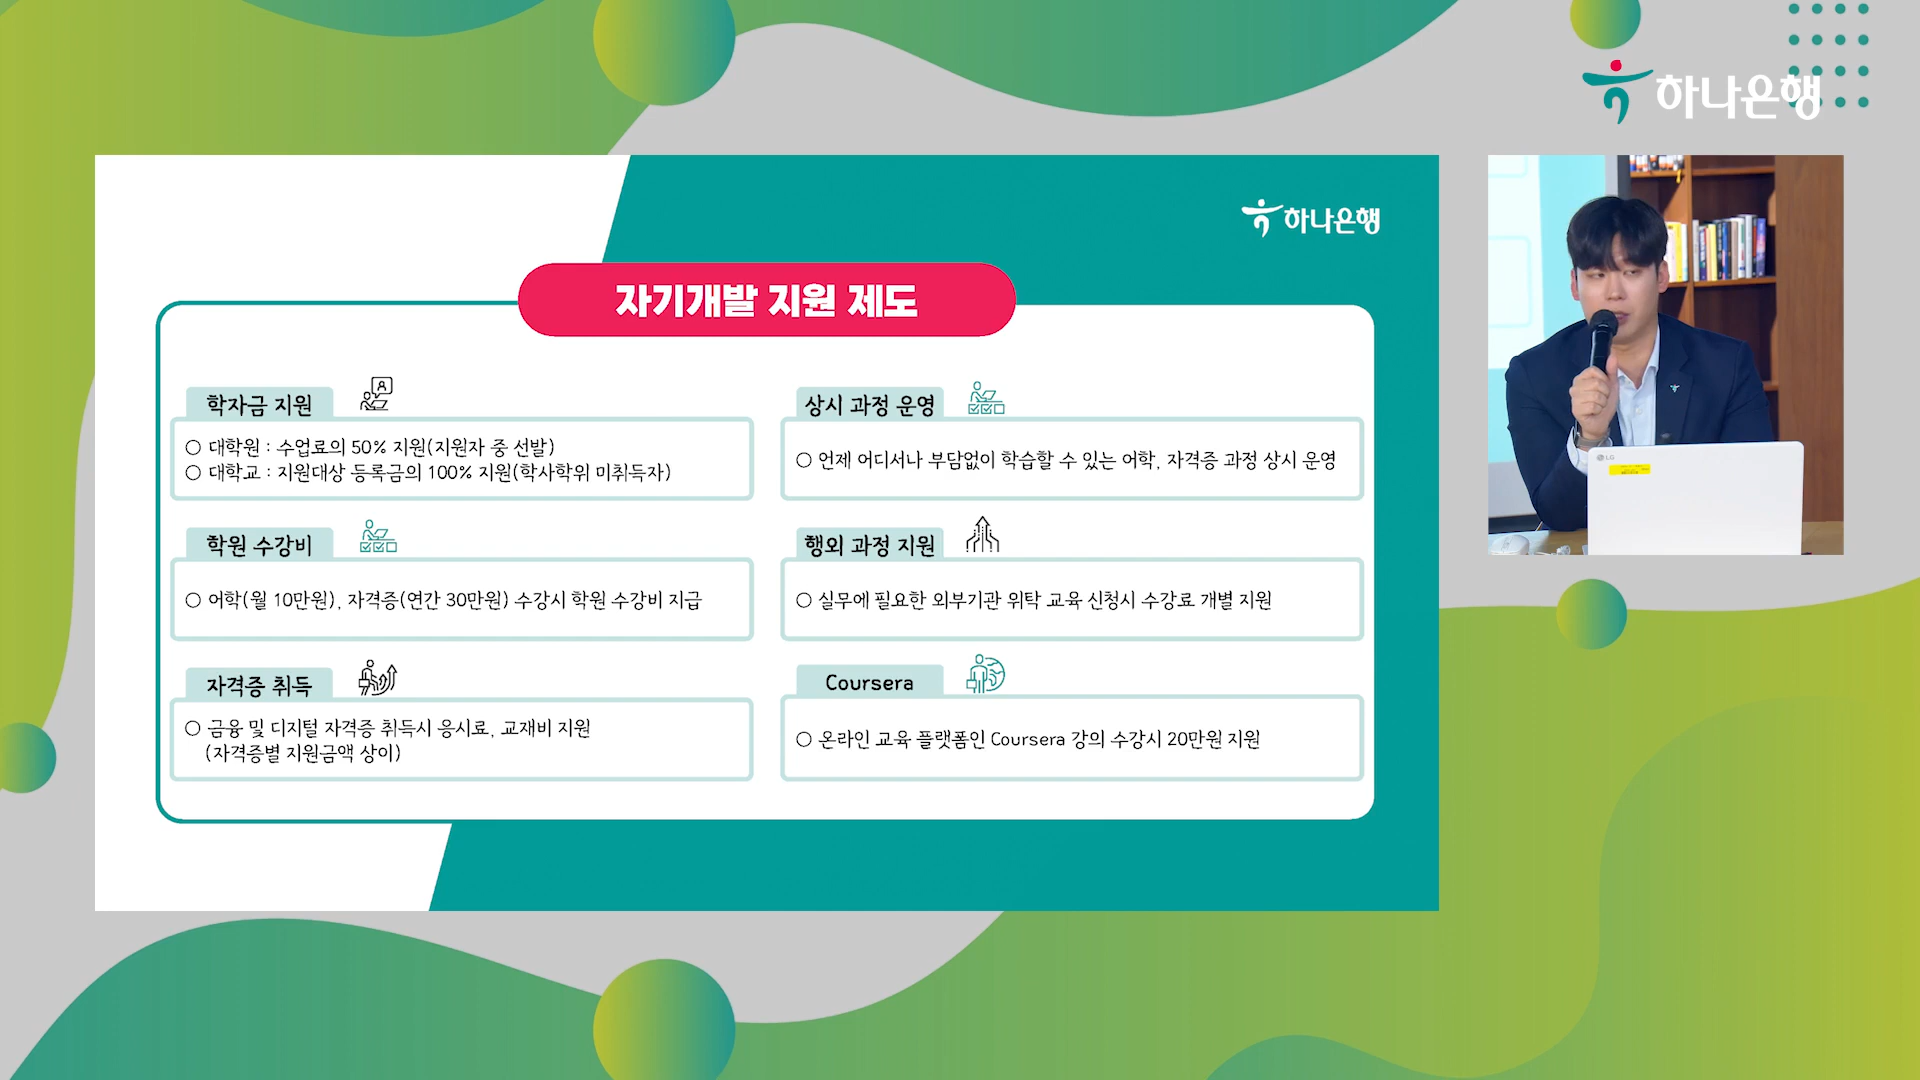 하나은행
하나은행
자기개발 지원 제도
학자금 지원
○ 대학원 : 수업료의 50% 지원(지원자 중 선발)
○ 대학교 : 지원대상 등록금의 100% 지원(학사학위 미취득자)
학원 수강비
○ 어학(월 10만원), 자격증(연간 30만원) 수강시 학원 수강비 지급
자격증 취득
○ 금융 및 디지털 자격증 취득시 응시료, 교재비 지원
(자격증별 지원금액 상이)
상시 과정 운영
○ 언제 어디서나 부담없이 학습할 수 있는 어학, 자격증 과정 상시 운영
행외 과정 지원
○ 실무에 필요한 외부기관 위탁 교육 신청시 수강료 개별 지원
Coursera
○ 온라인 교육 플랫폼인 Coursera 강의 수강시 20만원 지원
LG